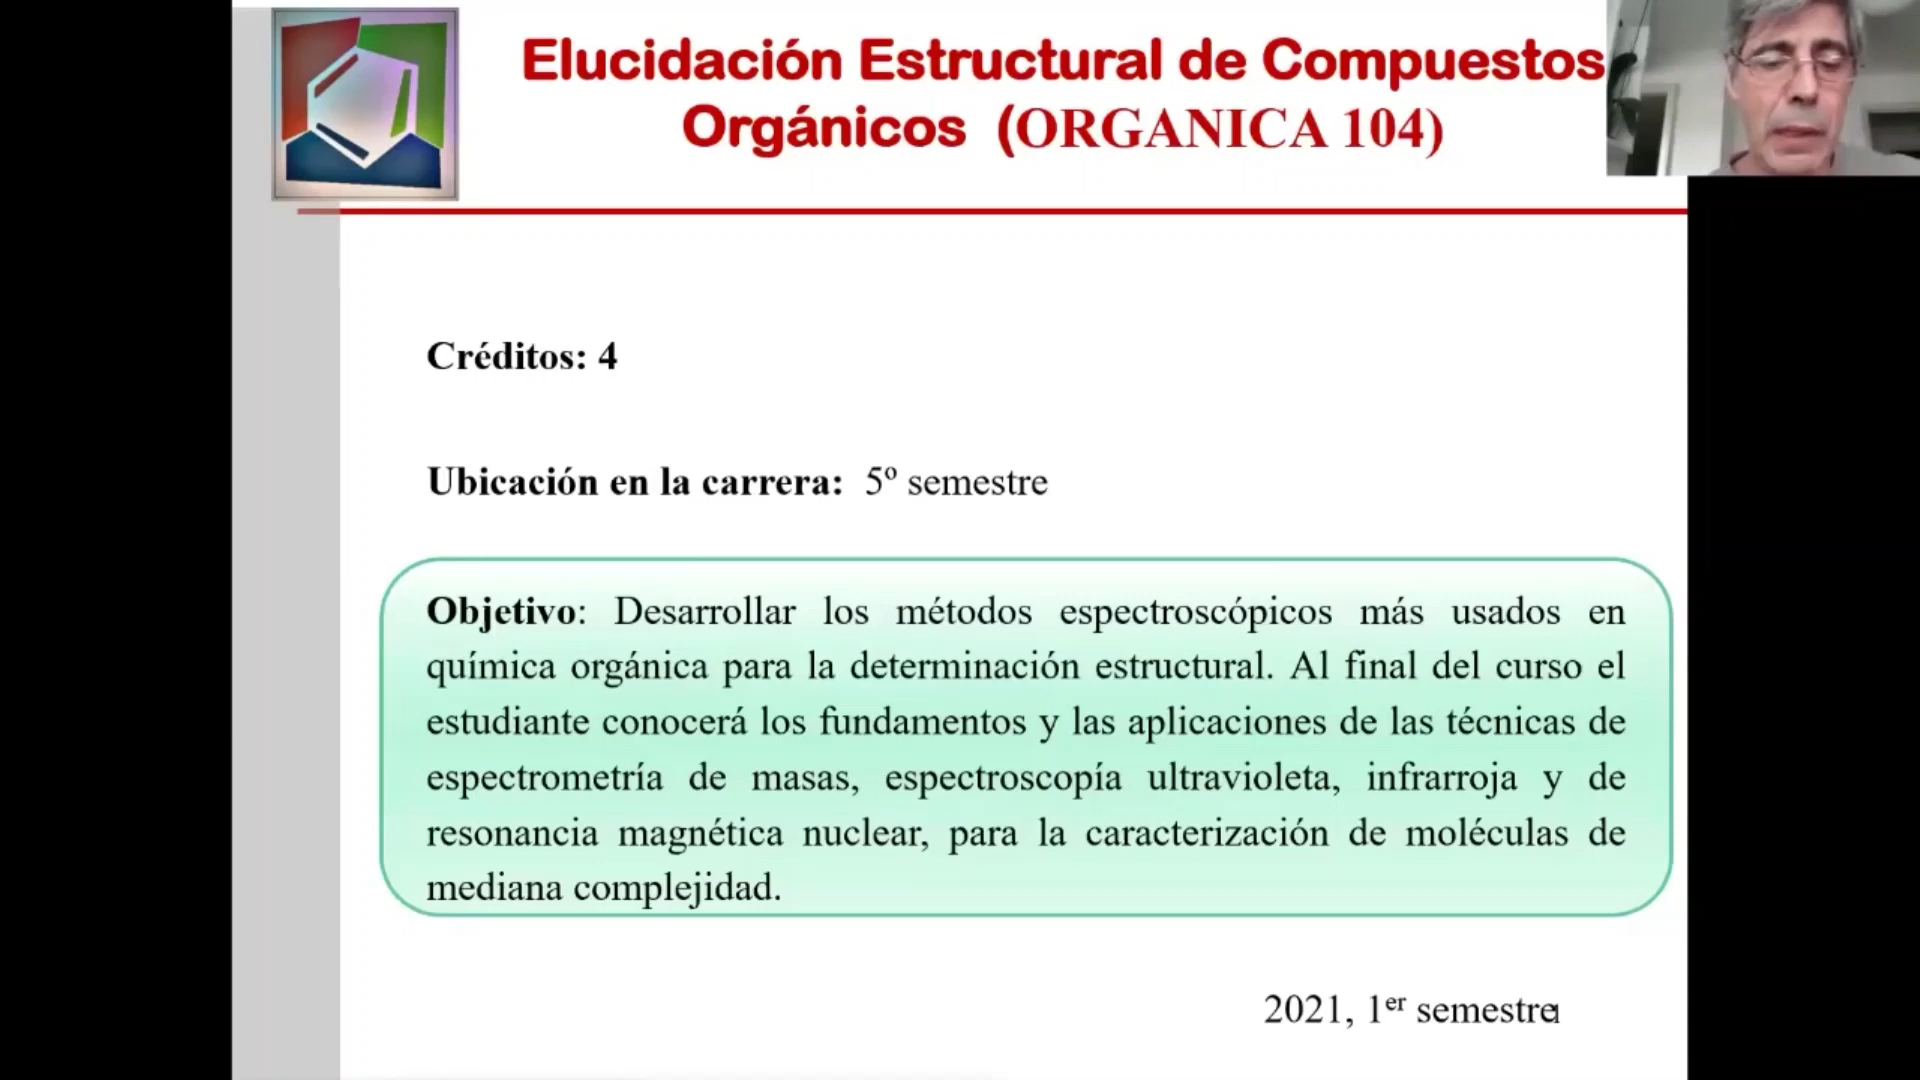 Elucidación Estructural de Compuestos
Orgánicos (ORGANICA 104)
Créditos: 4
Ubicación en la carrera: 5º semestre
Objetivo: Desarrollar los métodos espectroscópicos más usados en
química orgánica para la determinación estructural. Al final del curso el
estudiante conocerá los fundamentos y las aplicaciones de las técnicas de
espectrometría de masas, espectroscopía ultravioleta, infrarroja y de
resonancia magnética nuclear, para la caracterización de moléculas de
mediana complejidad.
2021, 1er semestre